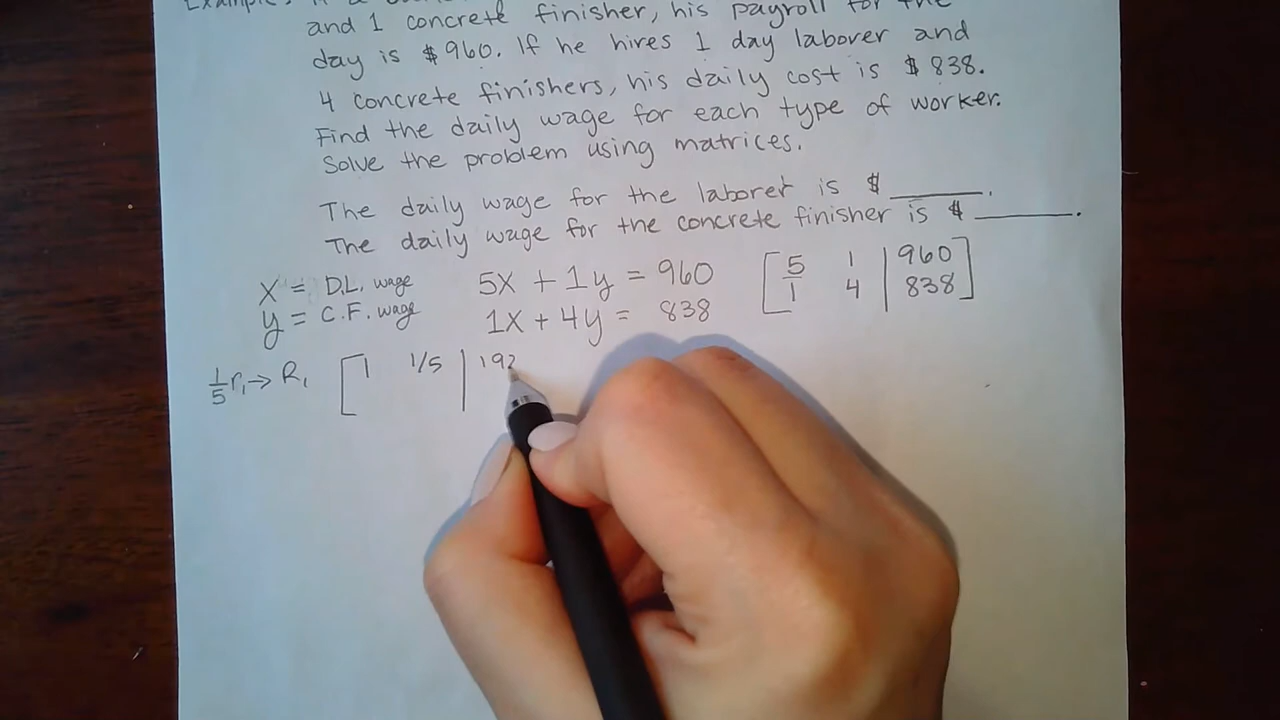 Example:
and 1 concrete finisher, his payroll for the
day is $960. If he hires 1 day laborer and
4 concrete finishers, his daily cost is $838.
Find the daily wage for each type of worker.
Solve the problem using matrices.
The daily wage for the laborer is $______.
The daily wage for the concrete finisher is $______.
x = D.L. wage 5x + 1y = 960 [5 1 | 960]
y = C.F. wage 1x + 4y = 838 [1 4 | 838]
1/5 r₁ → R₁ [1 1/5 | 192